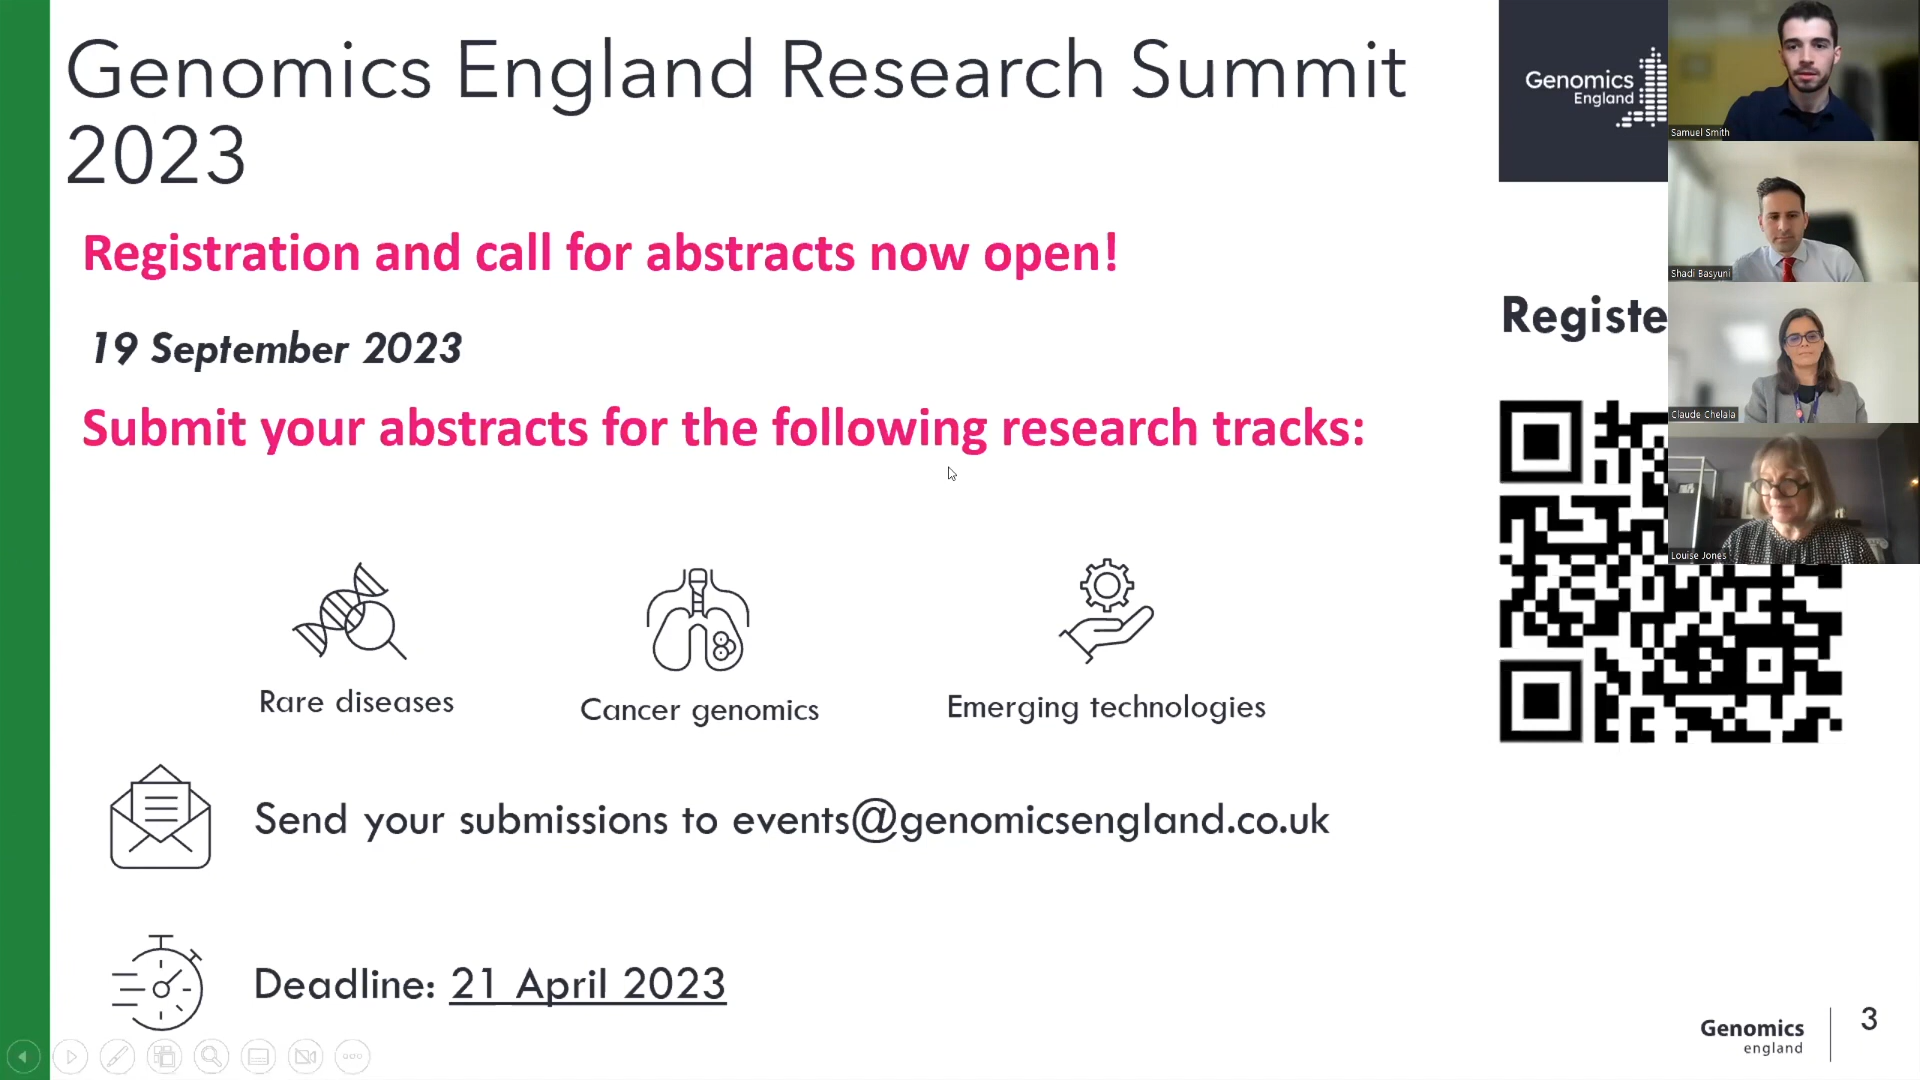 Genomics England Research Summit
2023
Genomics
England
Registration and call for abstracts now open!
19 September 2023
Registe
Submit your abstracts for the following research tracks:
Rare diseases
Cancer genomics
Emerging technologies
Send your submissions to events@genomicsengland.co.uk
Deadline: 21 April 2023
Genomics
england
3
Samuel Smith
Shadi Basyuni
Claude Chelala
Louise Jones